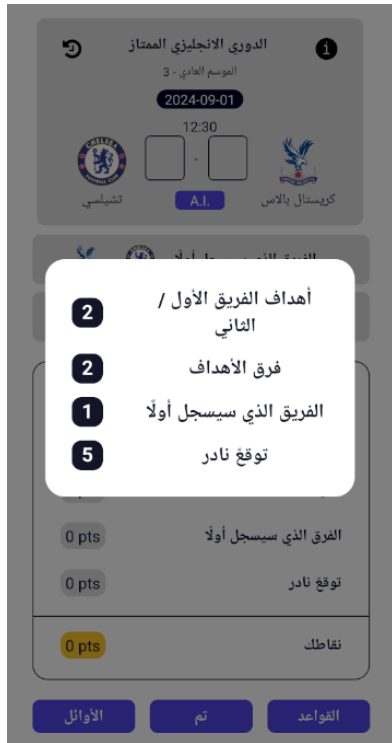 الدوري الانجليزي الممتاز
الموسم العادي - 3
2024-09-01
12:30
-
كريستال بالاس
A.I.
تشيلسي
أهداف الفريق الأول /
الثاني
2
فرق الأهداف
2
الفريق الذي سيسجل أولًا
1
توقع نادر
5
الفرق الذي سيسجل أولًا
0 pts
توقع نادر
0 pts
نقاطك
0 pts
القواعد
تم
الأوائل